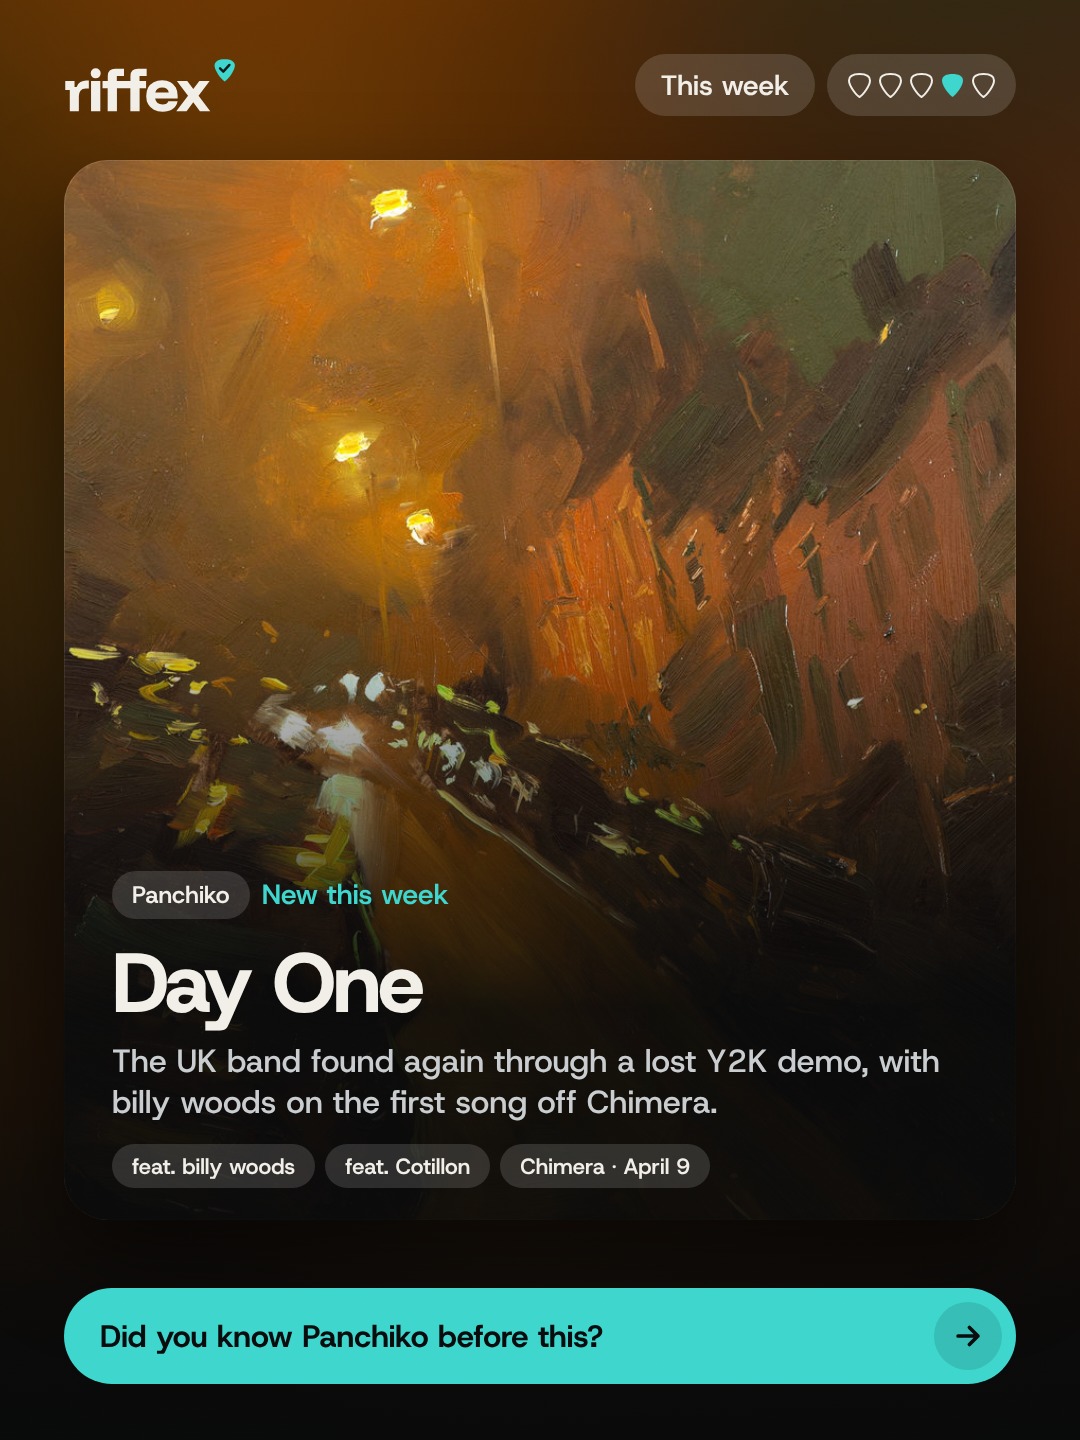 riffex
This week
Panchiko
New this week
Day One
The UK band found again through a lost Y2K demo, with
billy woods on the first song off Chimera.
feat. billy woods
feat. Cotillon
Chimera · April 9
Did you know Panchiko before this?